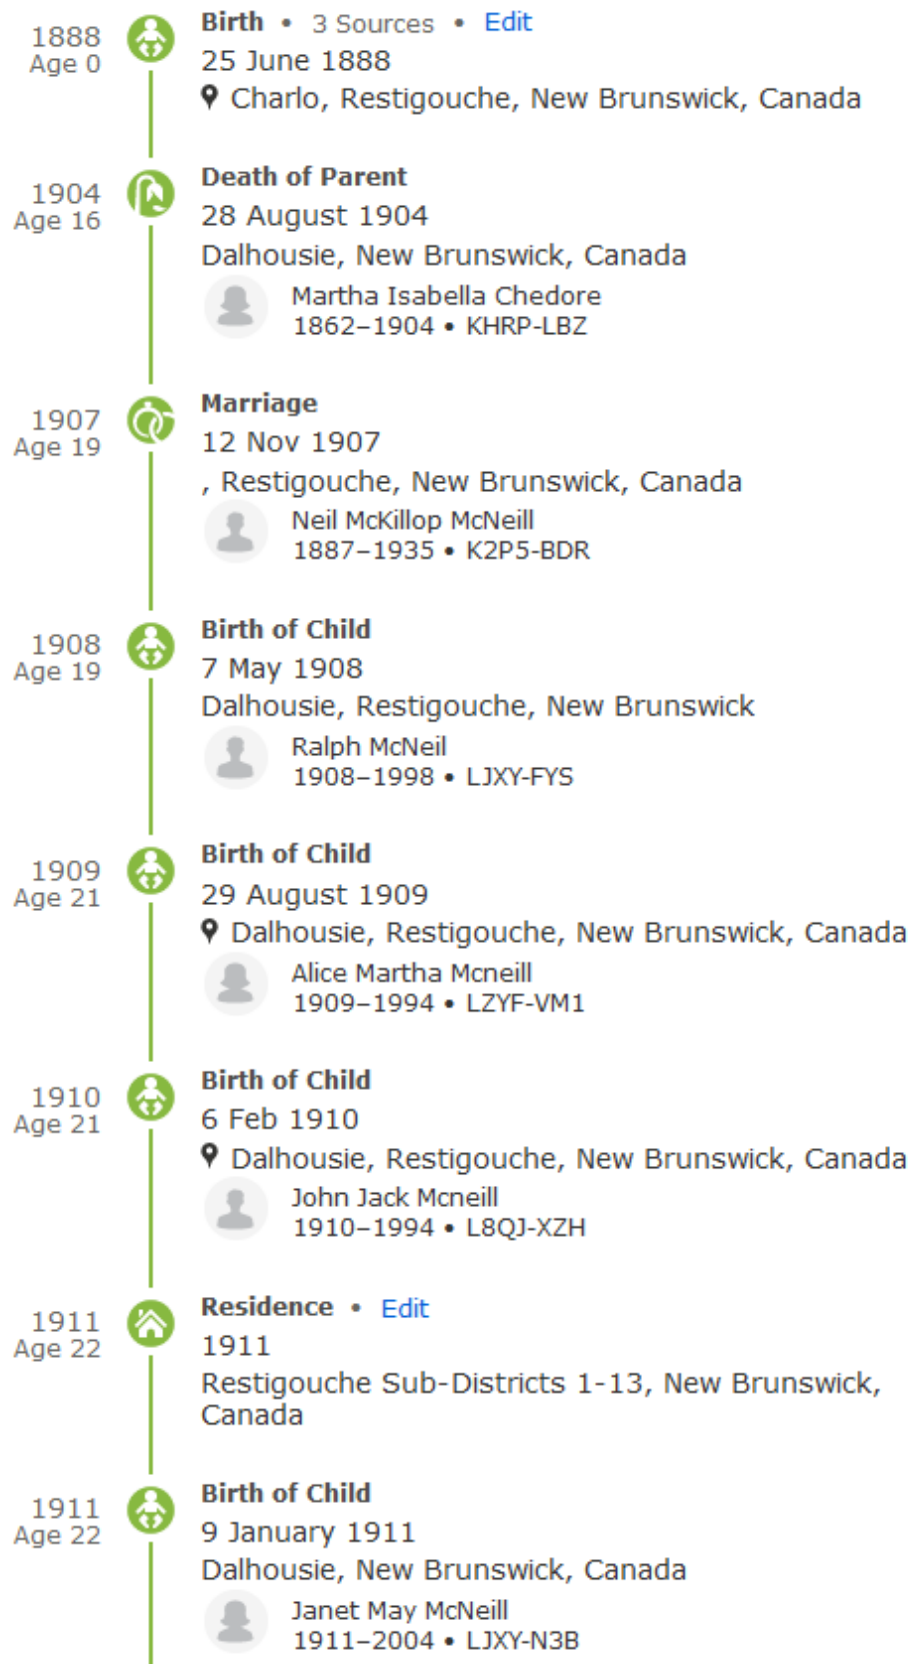 1888
Age 0
Birth • 3 Sources • Edit
25 June 1888
Charlo, Restigouche, New Brunswick, Canada
1904
Age 16
Death of Parent
28 August 1904
Dalhousie, New Brunswick, Canada
Martha Isabella Chedore
1862–1904 • KHRP-LBZ
1907
Age 19
Marriage
12 Nov 1907
, Restigouche, New Brunswick, Canada
Neil McKillop McNeill
1887–1935 • K2P5-BDR
1908
Age 19
Birth of Child
7 May 1908
Dalhousie, Restigouche, New Brunswick
Ralph McNeil
1908–1998 • LJXY-FYS
1909
Age 21
Birth of Child
29 August 1909
Dalhousie, Restigouche, New Brunswick, Canada
Alice Martha Mcneill
1909–1994 • LZYF-VM1
1910
Age 21
Birth of Child
6 Feb 1910
Dalhousie, Restigouche, New Brunswick, Canada
John Jack Mcneill
1910–1994 • L8QJ-XZH
1911
Age 22
Residence • Edit
1911
Restigouche Sub-Districts 1-13, New Brunswick,
Canada
1911
Age 22
Birth of Child
9 January 1911
Dalhousie, New Brunswick, Canada
Janet May McNeill
1911–2004 • LJXY-N3B